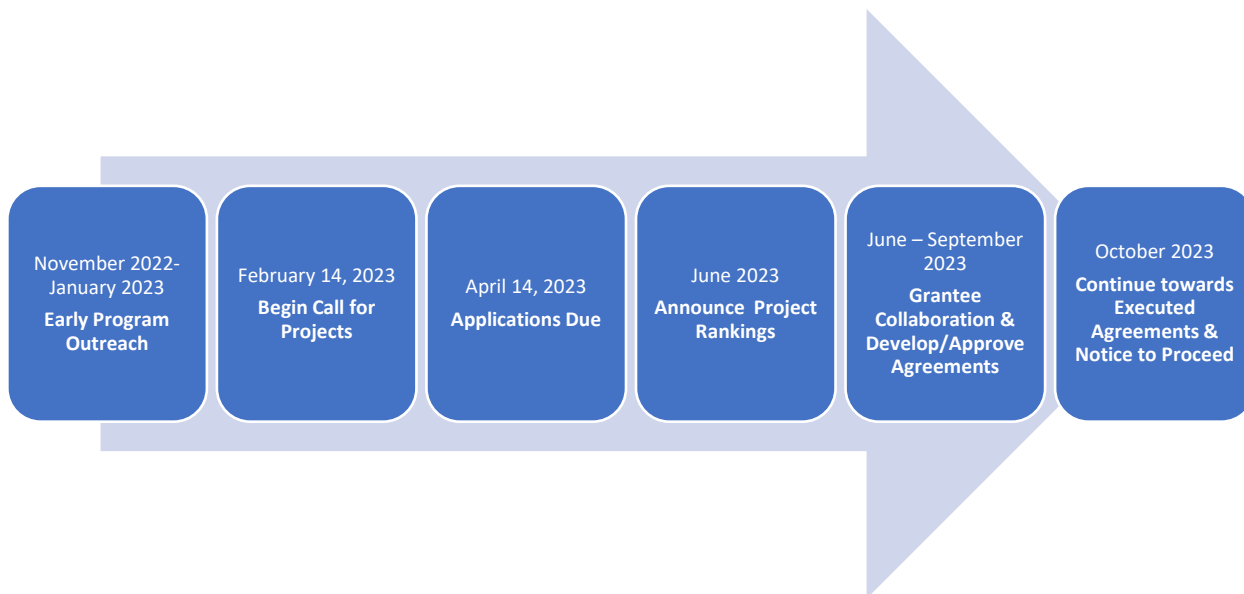 November 2022-
January 2023
Early Program
Outreach
February 14, 2023
Begin Call for
Projects
April 14, 2023
Applications Due
June 2023
Announce  Project
Rankings
June – September
2023
Grantee
Collaboration &
Develop/Approve
Agreements
October 2023
Continue towards
Executed
Agreements &
Notice to Proceed